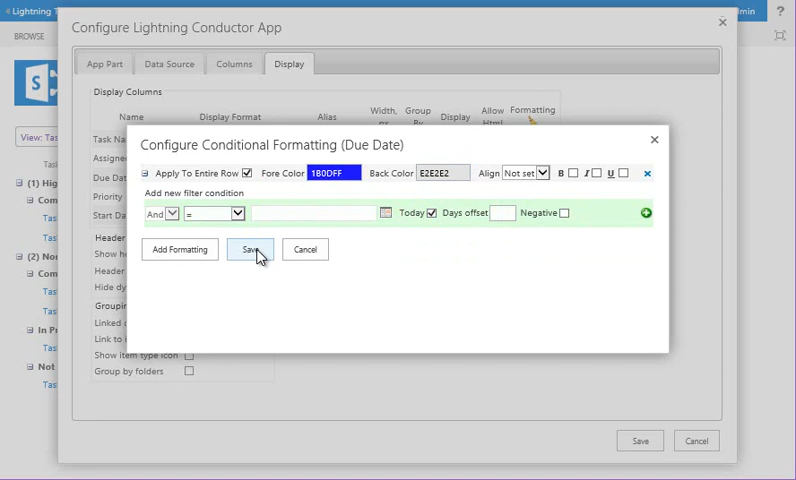 Lightning T
min
?
BROWSE
S
View: Tas
Tas
(1) Hig
Com
Tas
Tas
(2) Nor
Com
Tas
Tas
In Pr
Tas
Not
Tas
Configure Lightning Conductor App
App Part Data Source Columns Display
Display Columns
Name Display Format Alias Width, px Group By Display Allow Html Formatting
Task Na
Assigne
Due Dat
Priority
Start Da
Header
Show he
Header
Hide dy
Groupin
Linked c
Link to i
Show item type icon
Group by folders
Save Cancel
Configure Conditional Formatting (Due Date)
Apply To Entire Row Fore Color 1B0DFF Back Color E2E2E2 Align Not set B I U
Add new filter condition
And = Today Days offset Negative
Add Formatting Save Cancel